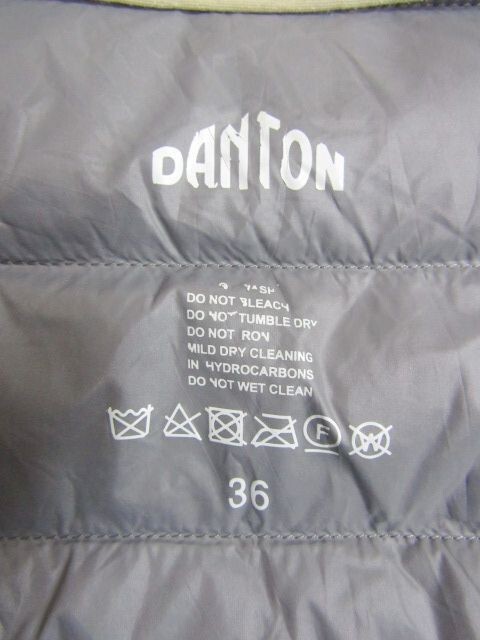 DANTON
DO NOT BLEACH
DO NOT TUMBLE DRY
DO NOT IRON
MILD DRY CLEANING
IN HYDROCARBONS
DO NOT WET CLEAN
F W
36